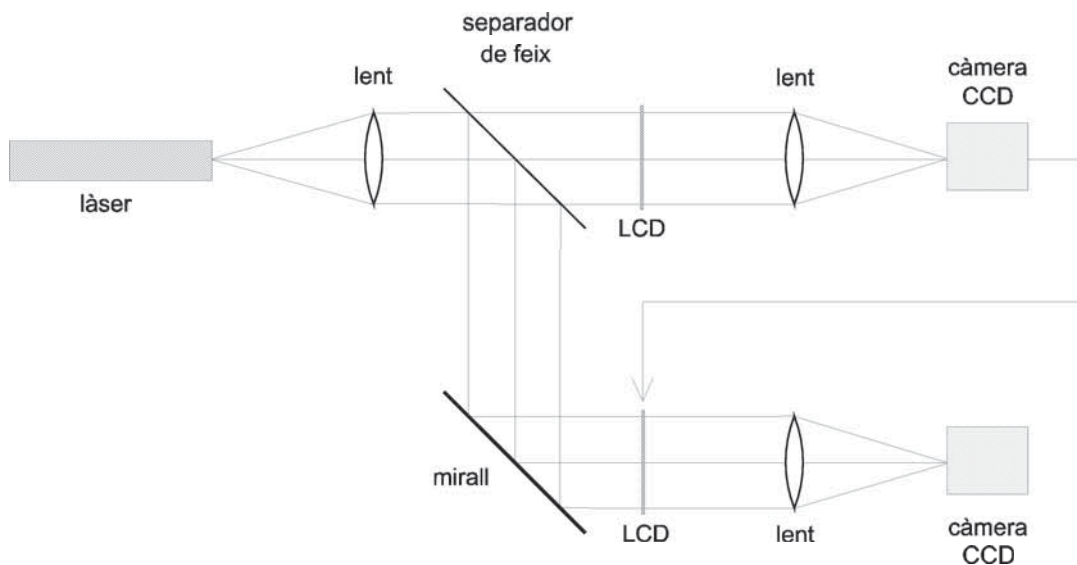 separador
de feix
lent
lent
càmera
CCD
làser
LCD
mirall
LCD
lent
càmera
CCD